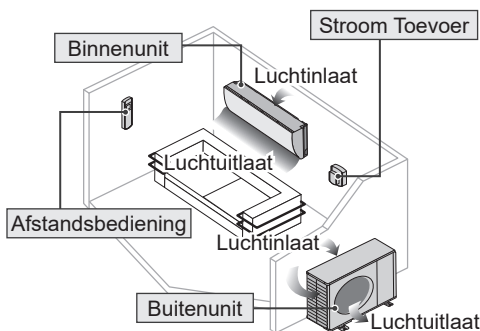 Stroom Toevoer
Binnenunit
Luchtinlaat
Luchtuitlaat
Afstandsbediening
Luchtinlaat
Buitenunit
Luchtuitlaat